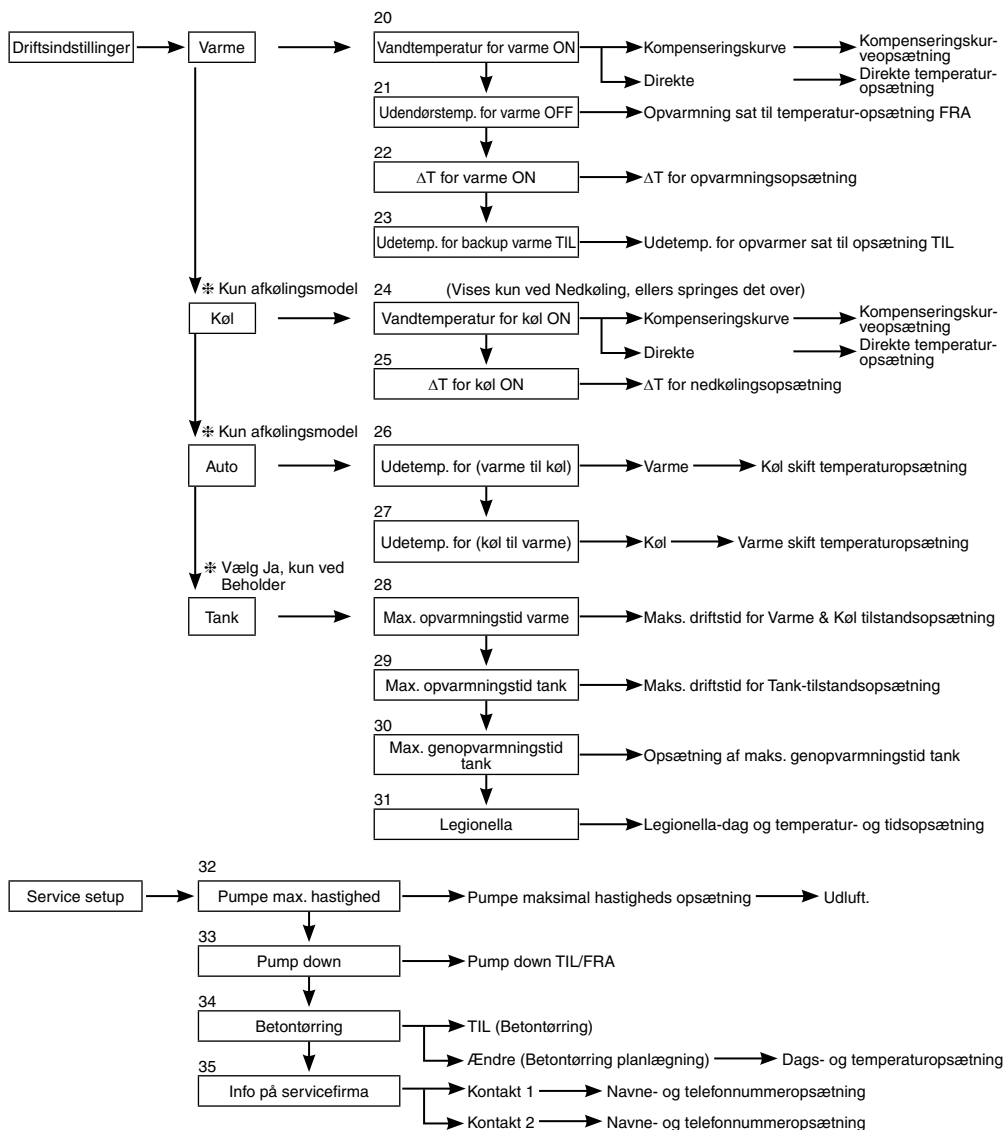 20
Driftsindstillinger
Varme
Vandtemperatur for varme ON
Kompenseringskurve
Kompenseringskur-
veopsætning
Direkte
Direkte temperatur-
opsætning
21
Udendørstemp. for varme OFF
Opvarmning sat til temperatur-opsætning FRA
22
ΔT for varme ON
ΔT for opvarmningsopsætning
23
Udetemp. for backup varme TIL
Udetemp. for opvarmer sat til opsætning TIL
❈ Kun afkølingsmodel
24
(Vises kun ved Nedkøling, ellers springes det over)
Køl
Vandtemperatur for køl ON
Kompenseringskurve
Kompenseringskur-
veopsætning
Direkte
Direkte temperatur-
opsætning
25
ΔT for køl ON
ΔT for nedkølingsopsætning
❈ Kun afkølingsmodel
26
Auto
Udetemp. for (varme til køl)
Varme
Køl skift temperaturopsætning
27
Udetemp. for (køl til varme)
Køl
Varme skift temperaturopsætning
❈ Vælg Ja, kun ved
Beholder
28
Tank
Max. opvarmningstid varme
Maks. driftstid for Varme & Køl tilstandsopsætning
29
Max. opvarmningstid tank
Maks. driftstid for Tank-tilstandsopsætning
30
Max. genopvarmningstid
tank
Opsætning af maks. genopvarmningstid tank
31
Legionella
Legionella-dag og temperatur- og tidsopsætning
32
Service setup
Pumpe max. hastighed
Pumpe maksimal hastigheds opsætning
Udluft.
33
Pump down
Pump down TIL/FRA
34
Betontørring
TIL (Betontørring)
Ændre (Betontørring planlægning)
Dags- og temperaturopsætning
35
Info på servicefirma
Kontakt 1
Navne- og telefonnummeropsætning
Kontakt 2
Navne- og telefonnummeropsætning